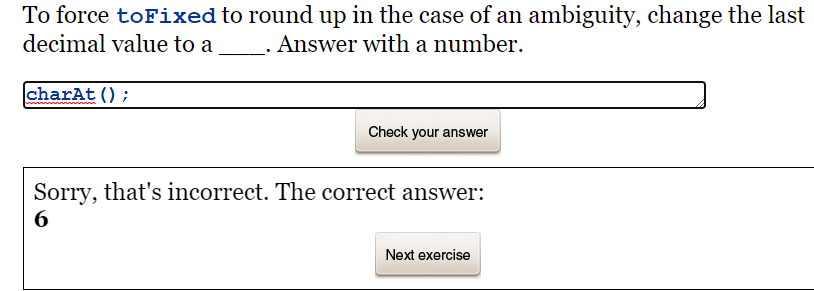 To force toFixed to round up in the case of an ambiguity, change the last
decimal value to a ____. Answer with a number.
charAt();
Check your answer
Sorry, that's incorrect. The correct answer:
6
Next exercise